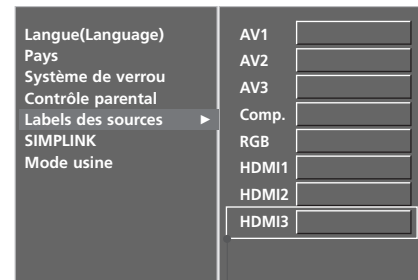 Langue(Language)
Pays
Système de verrou
Contrôle parental
Labels des sources ►
SIMPLINK
Mode usine
AV1
AV2
AV3
Comp.
RGB
HDMI1
HDMI2
HDMI3